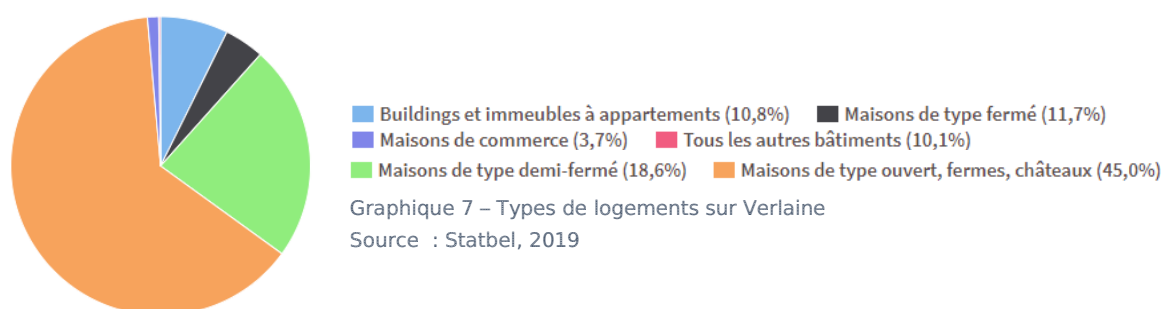 Buildings et immeubles à appartements (10,8%) Maisons de type fermé (11,7%)
Maisons de commerce (3,7%) Tous les autres bâtiments (10,1%)
Maisons de type demi-fermé (18,6%) Maisons de type ouvert, fermes, châteaux (45,0%)
Graphique 7 – Types de logements sur Verlaine
Source : Statbel, 2019